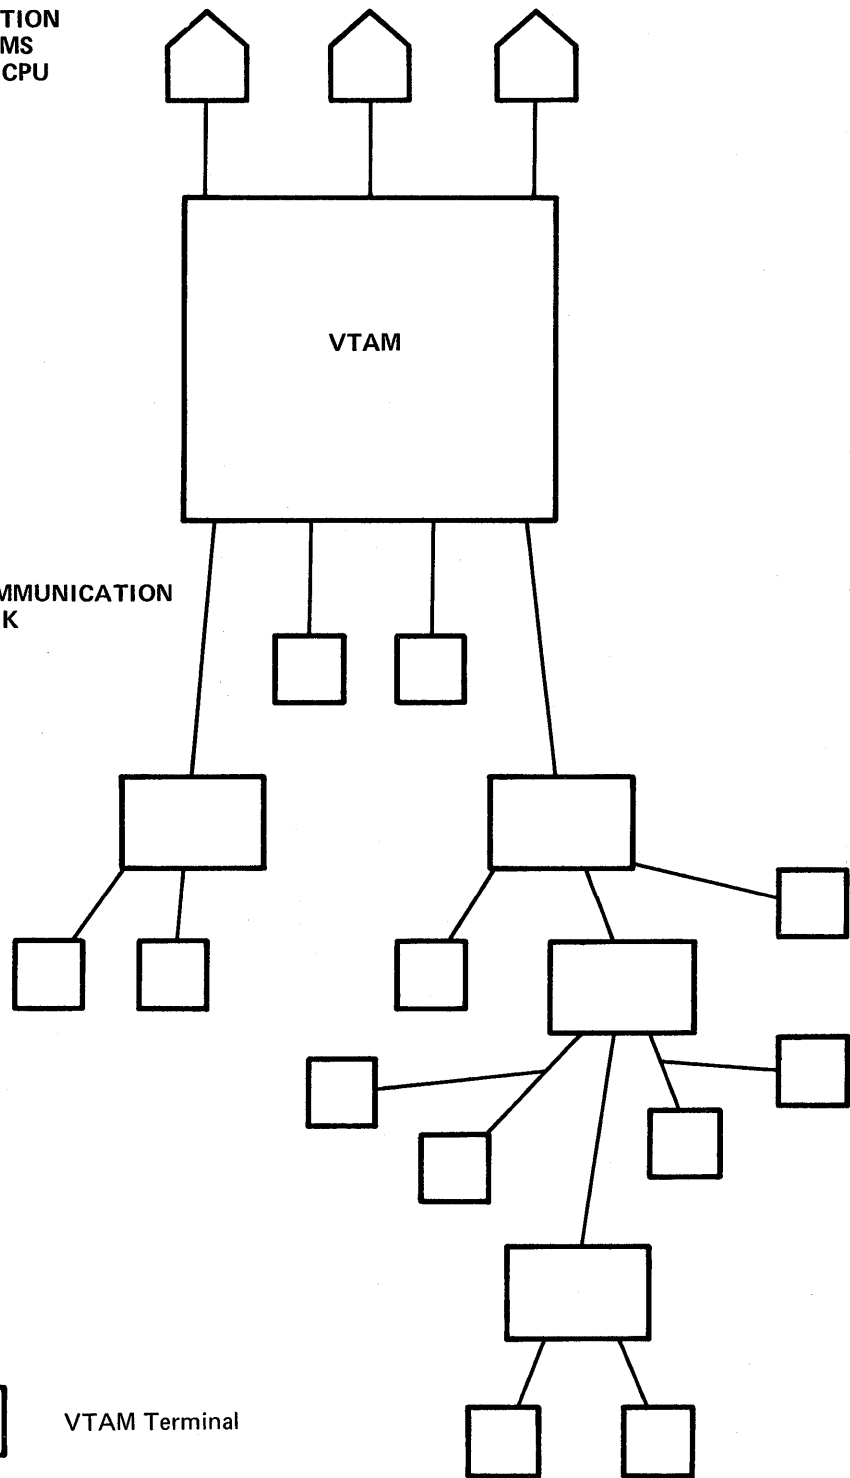 TION
MS
CPU
VTAM
MMUNICATION
K
VTAM Terminal